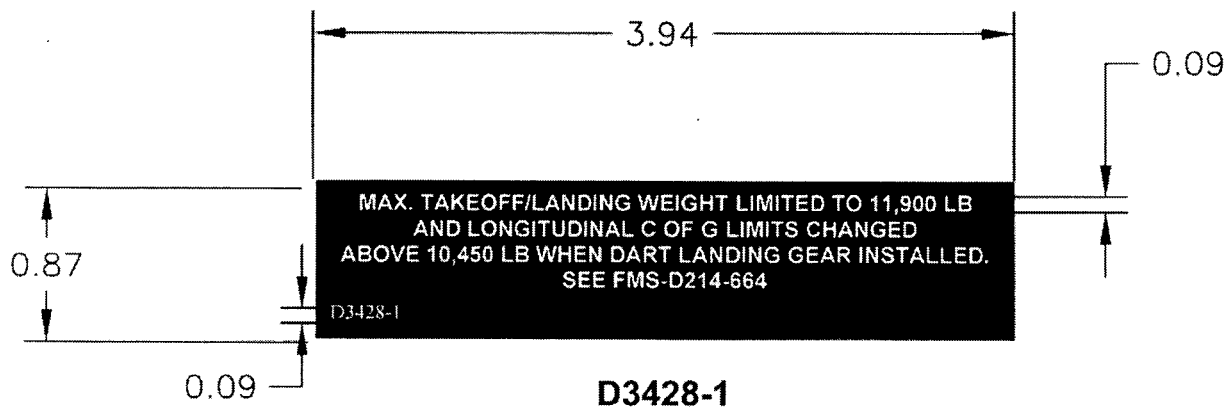 3.94
0.09
MAX. TAKEOFF/LANDING WEIGHT LIMITED TO 11,900 LB
AND LONGITUDINAL C OF G LIMITS CHANGED
ABOVE 10,450 LB WHEN DART LANDING GEAR INSTALLED.
SEE FMS-D214-664
0.87
D3428-1
0.09
D3428-1